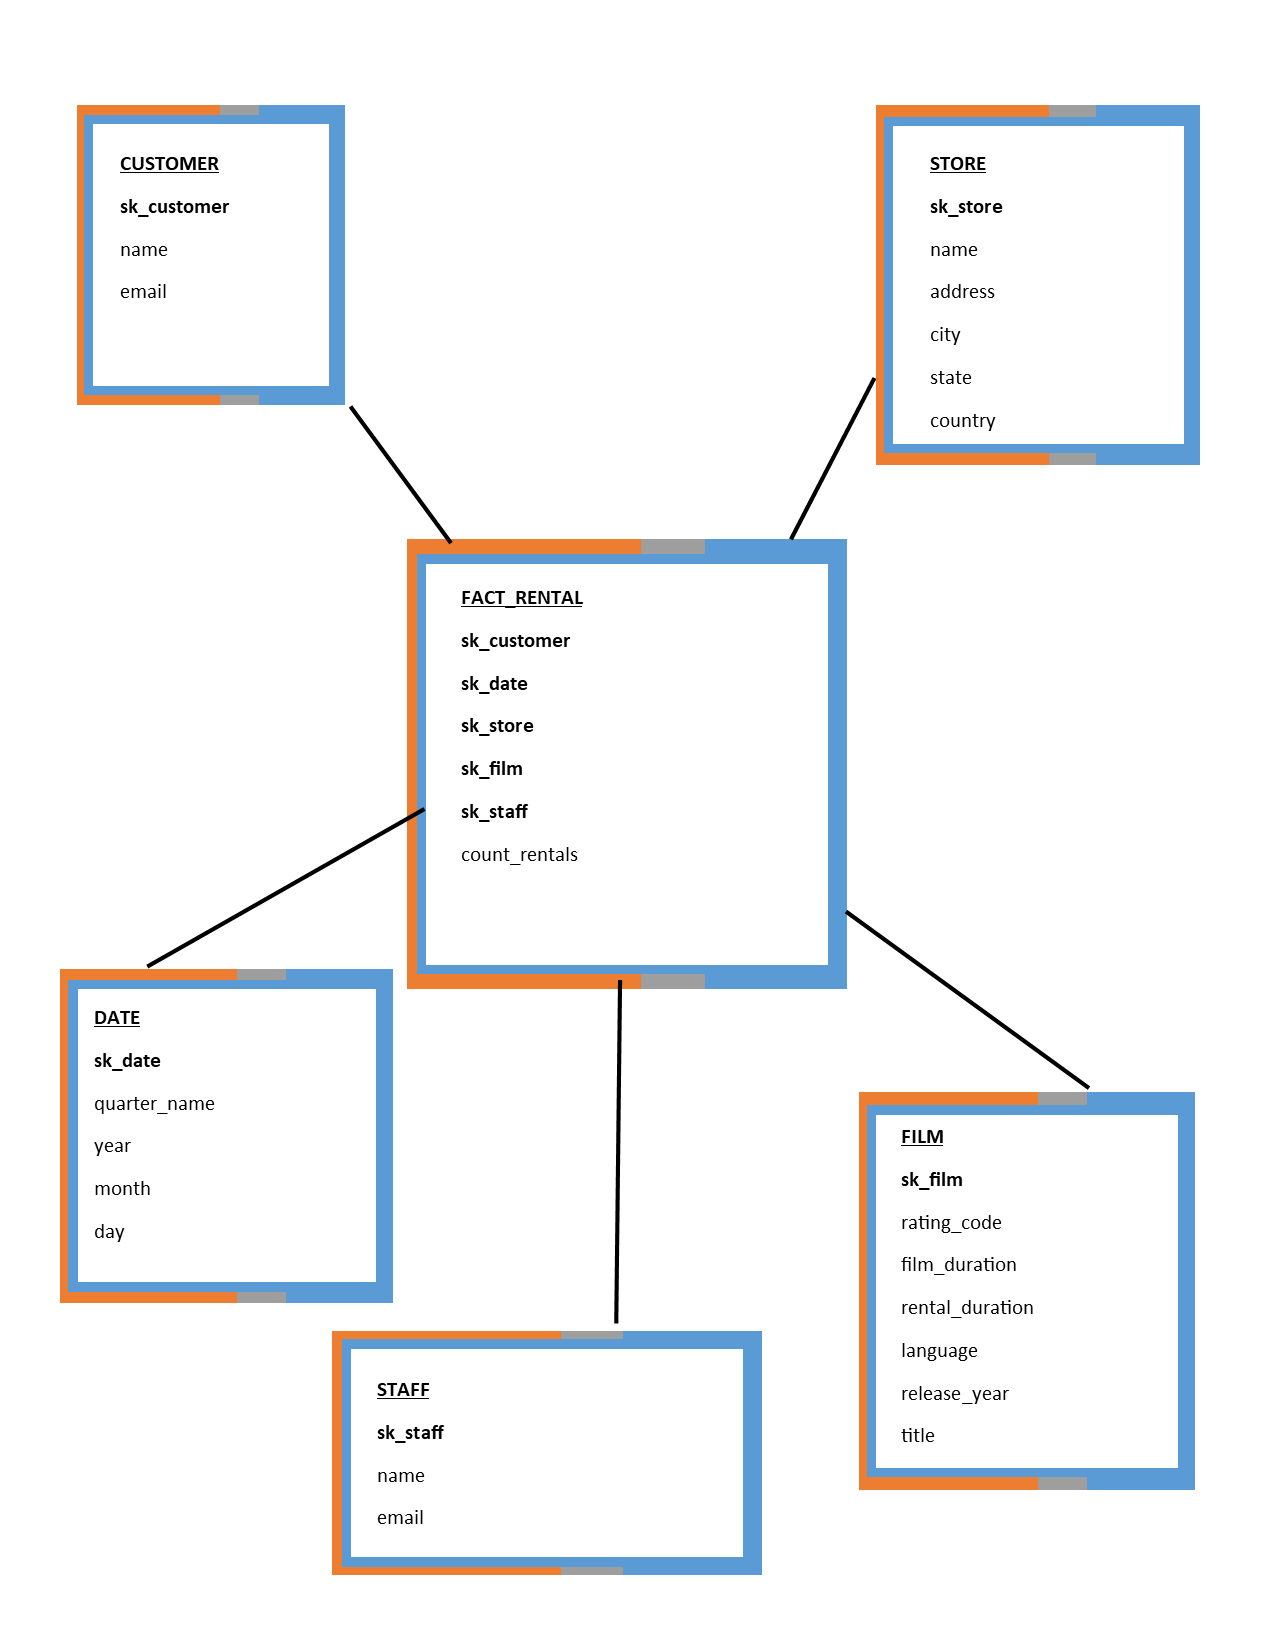 CUSTOMER
sk_customer
name
email
STORE
sk_store
name
address
city
state
country
FACT_RENTAL
sk_customer
sk_date
sk_store
sk_film
sk_staff
count_rentals
DATE
sk_date
quarter_name
year
month
day
FILM
sk_film
rating_code
film_duration
rental_duration
language
release_year
title
STAFF
sk_staff
name
email